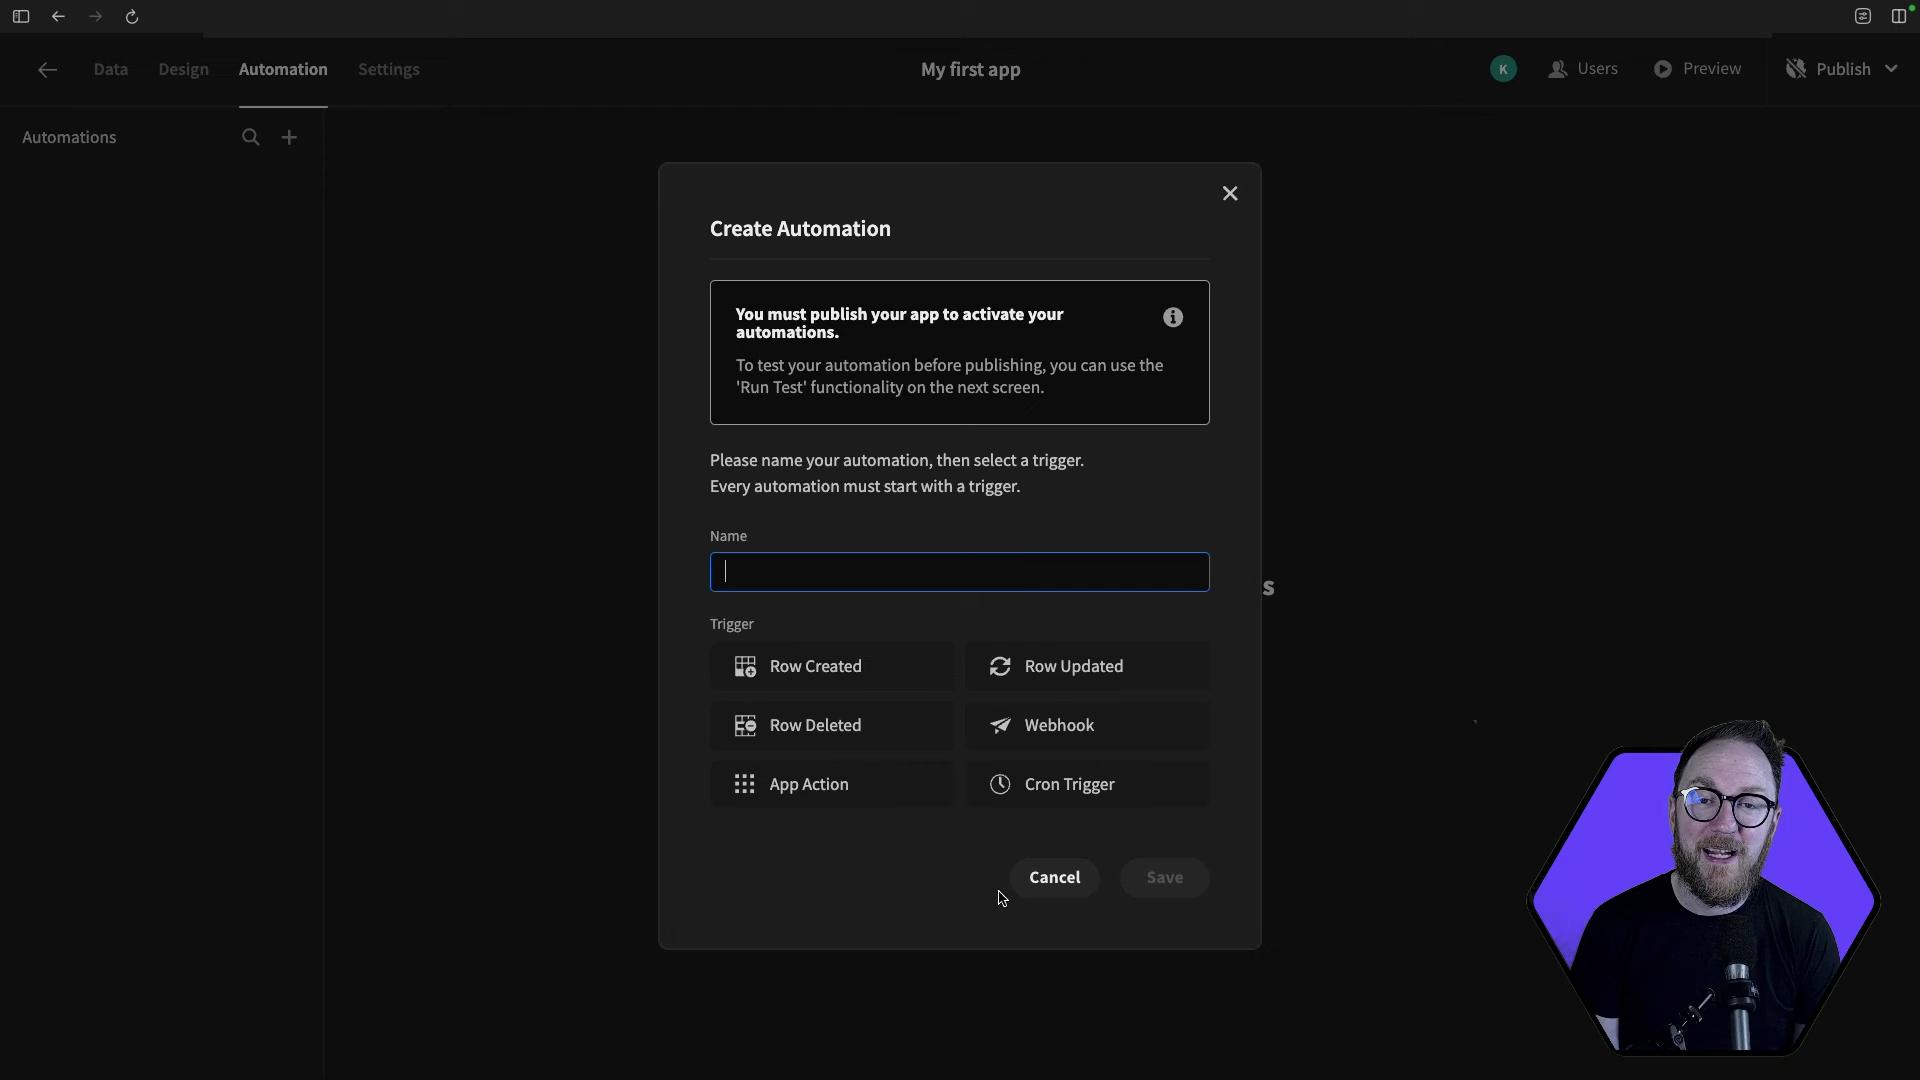 Data Design Automation Settings
My first app
K Users Preview Publish
Automations
Create Automation
You must publish your app to activate your
automations.
To test your automation before publishing, you can use the
'Run Test' functionality on the next screen.
Please name your automation, then select a trigger.
Every automation must start with a trigger.
Name
s
Trigger
Row Created Row Updated
Row Deleted Webhook
App Action Cron Trigger
Cancel Save